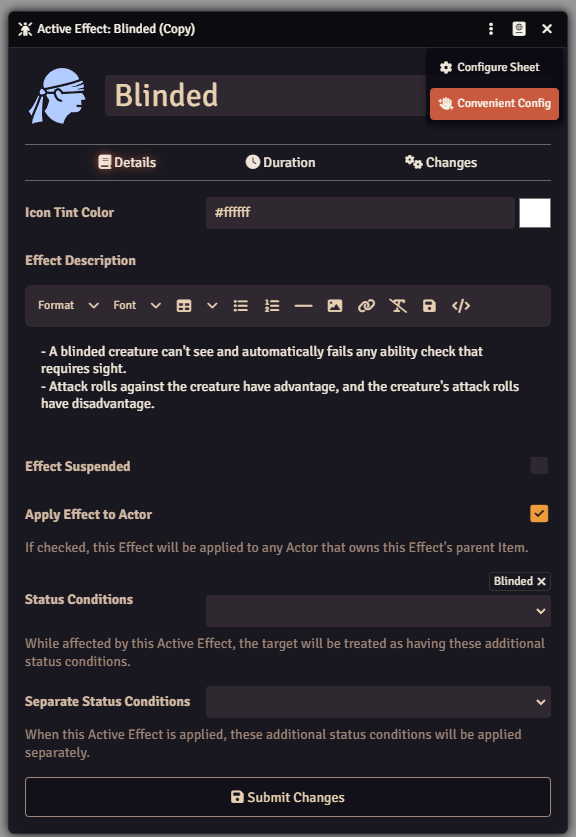 Active Effect: Blinded (Copy)
Configure Sheet
Convenient Config
Blinded
Details
Duration
Changes
Icon Tint Color
#ffffff
Effect Description
Format
Font
- A blinded creature can't see and automatically fails any ability check that
requires sight.
- Attack rolls against the creature have advantage, and the creature's attack rolls
have disadvantage.
Effect Suspended
Apply Effect to Actor
If checked, this Effect will be applied to any Actor that owns this Effect's parent Item.
Blinded
Status Conditions
While affected by this Active Effect, the target will be treated as having these additional
status conditions.
Separate Status Conditions
When this Active Effect is applied, these additional status conditions will be applied
separately.
Submit Changes